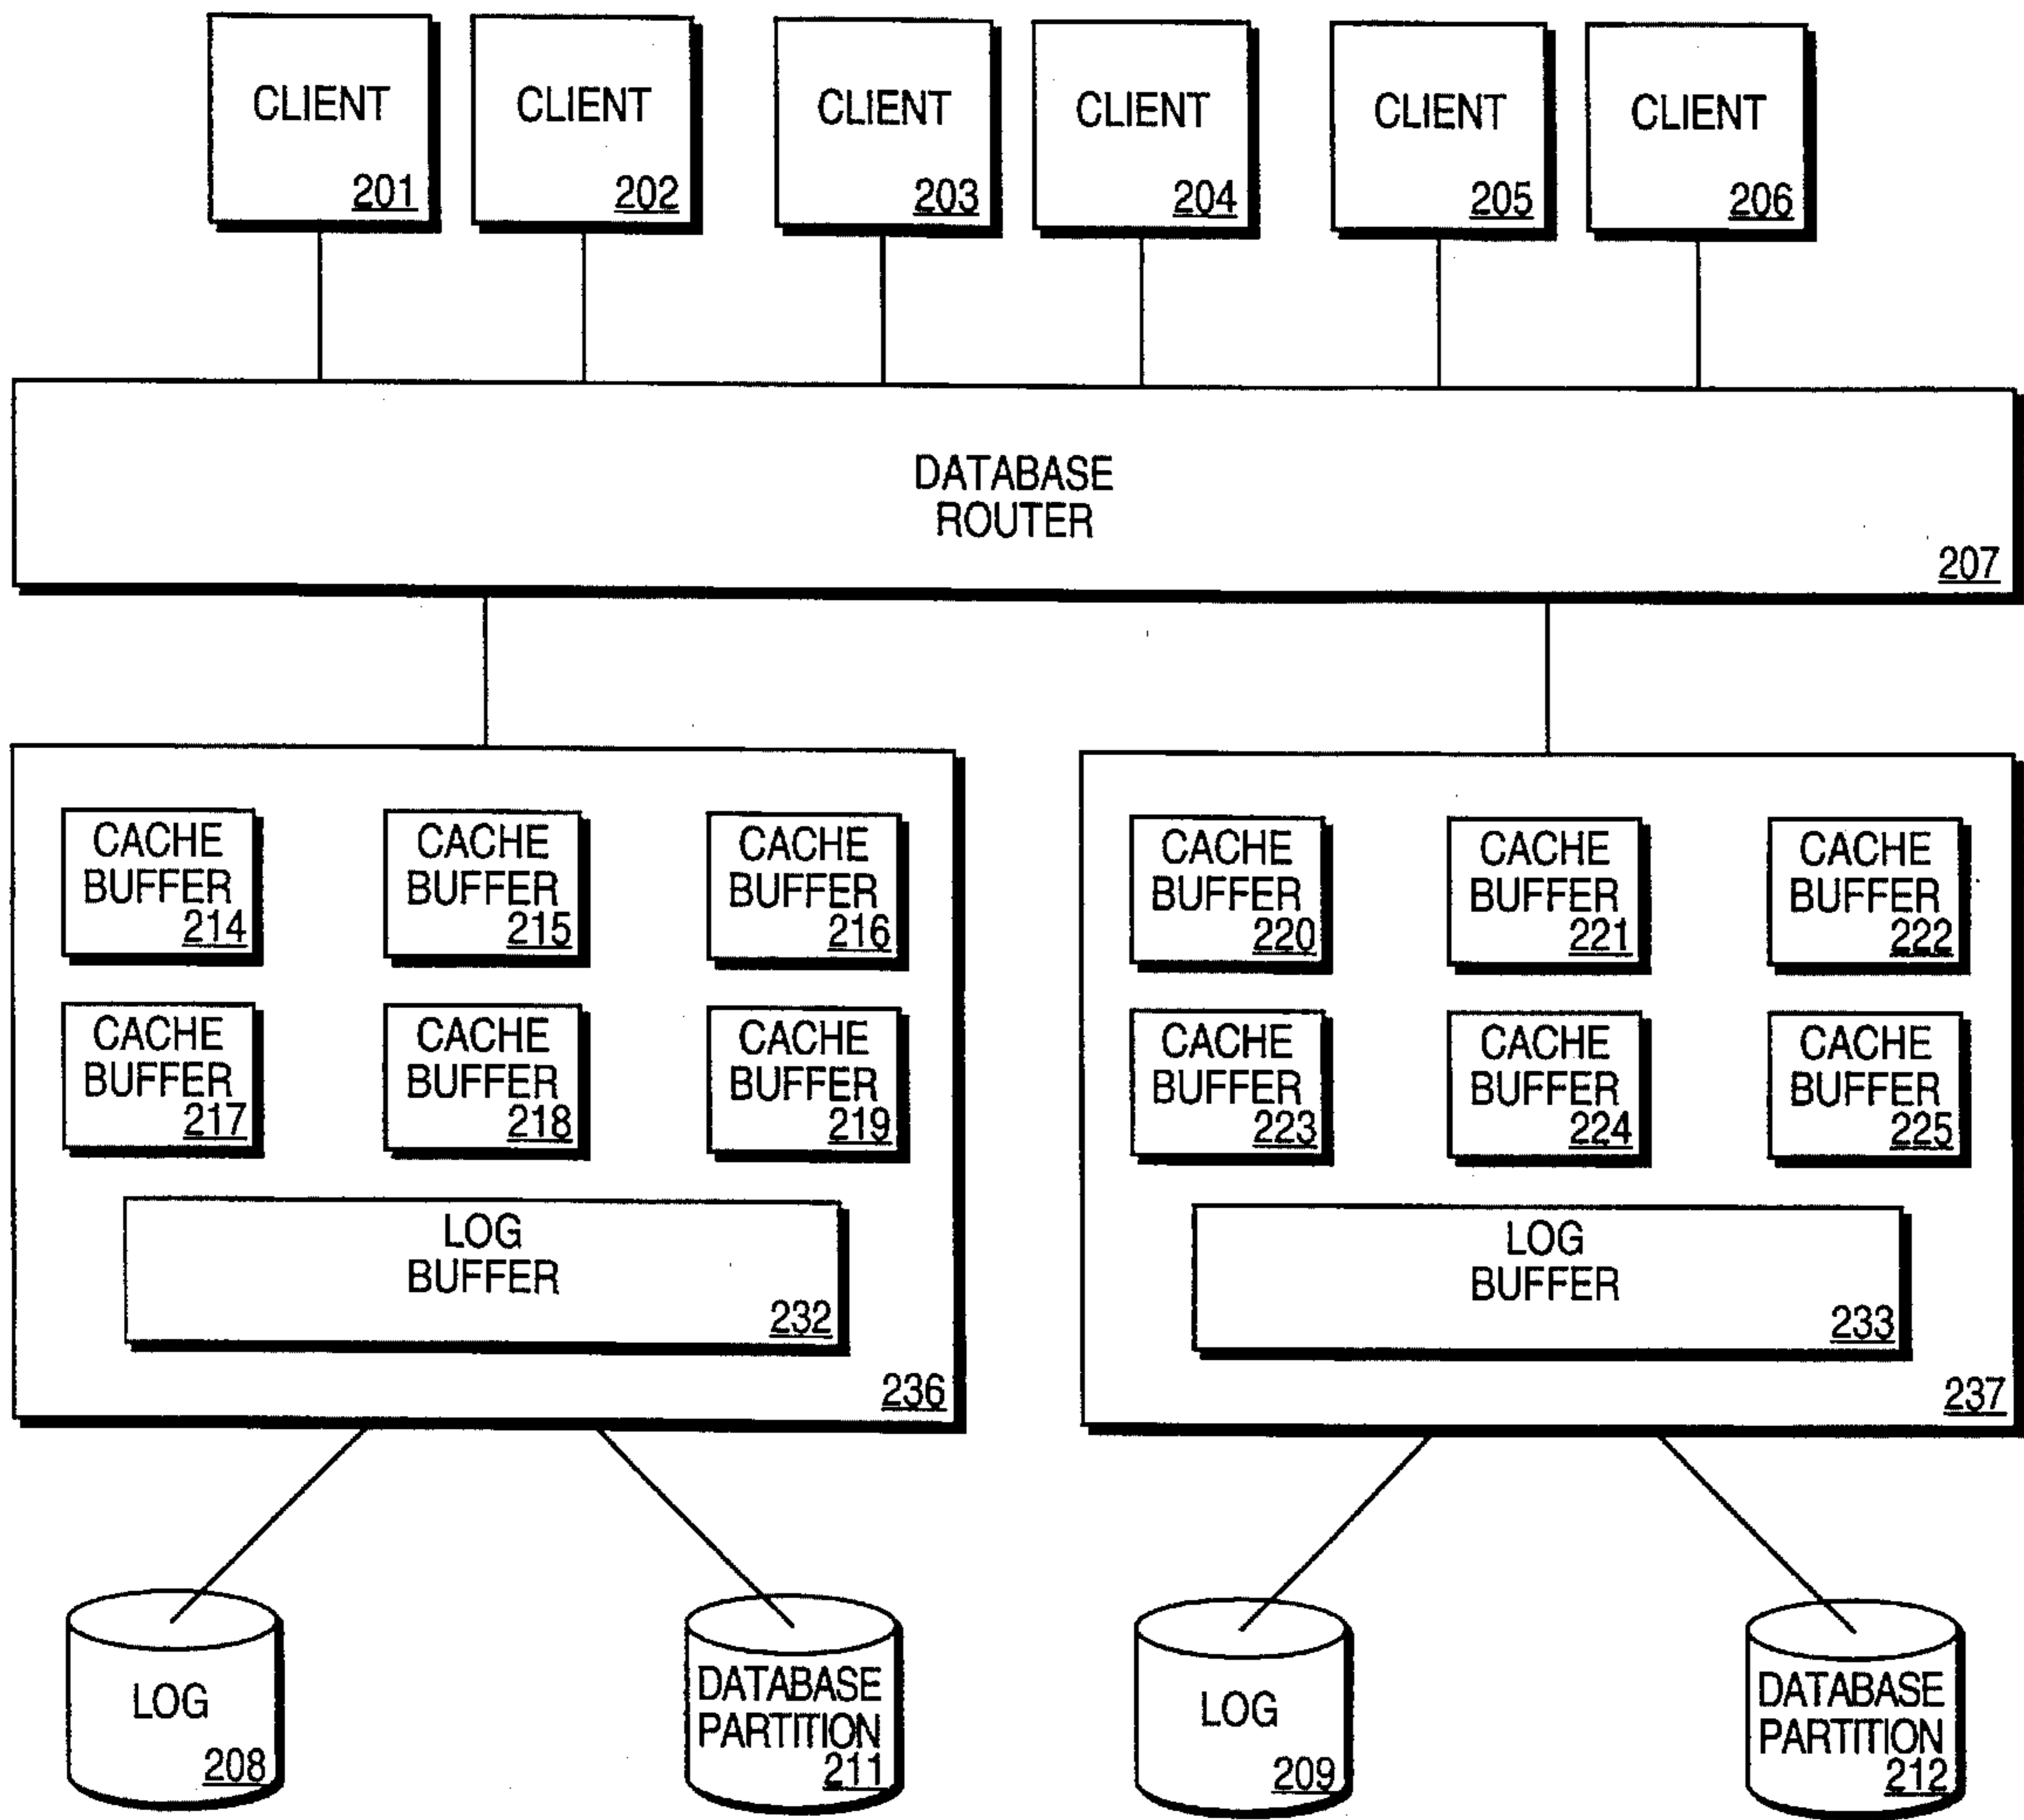 CLIENT
201
CLIENT
202
CLIENT
203
CLIENT
204
CLIENT
205
CLIENT
206
DATABASE
ROUTER
207
CACHE
BUFFER
214
CACHE
BUFFER
215
CACHE
BUFFER
216
CACHE
BUFFER
217
CACHE
BUFFER
218
CACHE
BUFFER
219
LOG
BUFFER
232
236
CACHE
BUFFER
220
CACHE
BUFFER
221
CACHE
BUFFER
222
CACHE
BUFFER
223
CACHE
BUFFER
224
CACHE
BUFFER
225
LOG
BUFFER
233
237
LOG
208
DATABASE
PARTITION
211
LOG
209
DATABASE
PARTITION
212